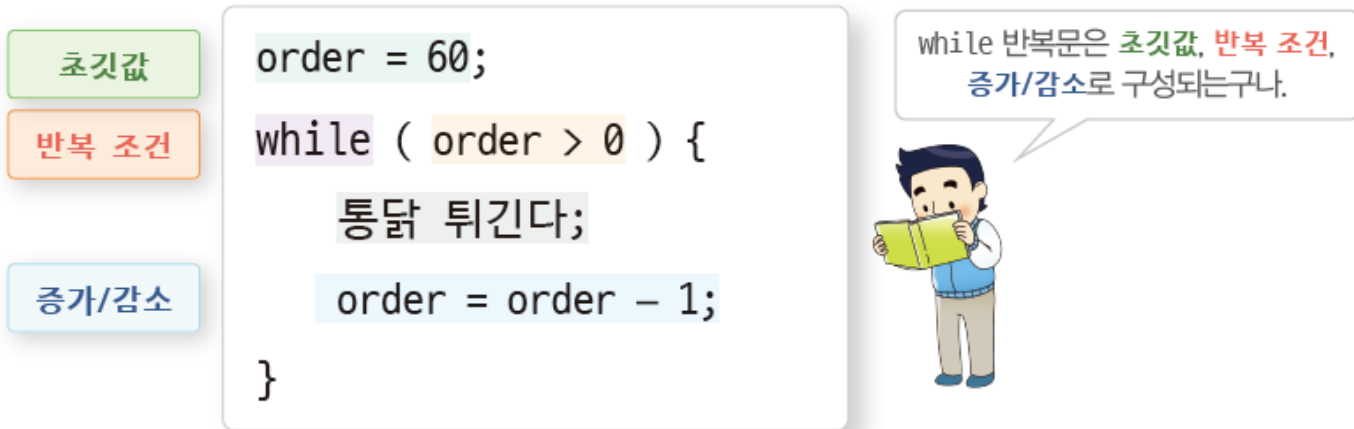 초깃값
order = 60;
반복 조건
while ( order > 0 ) {
통닭 튀긴다;
증가/감소
order = order – 1;
}
while 반복문은 초깃값, 반복 조건,
증가/감소로 구성되는구나.